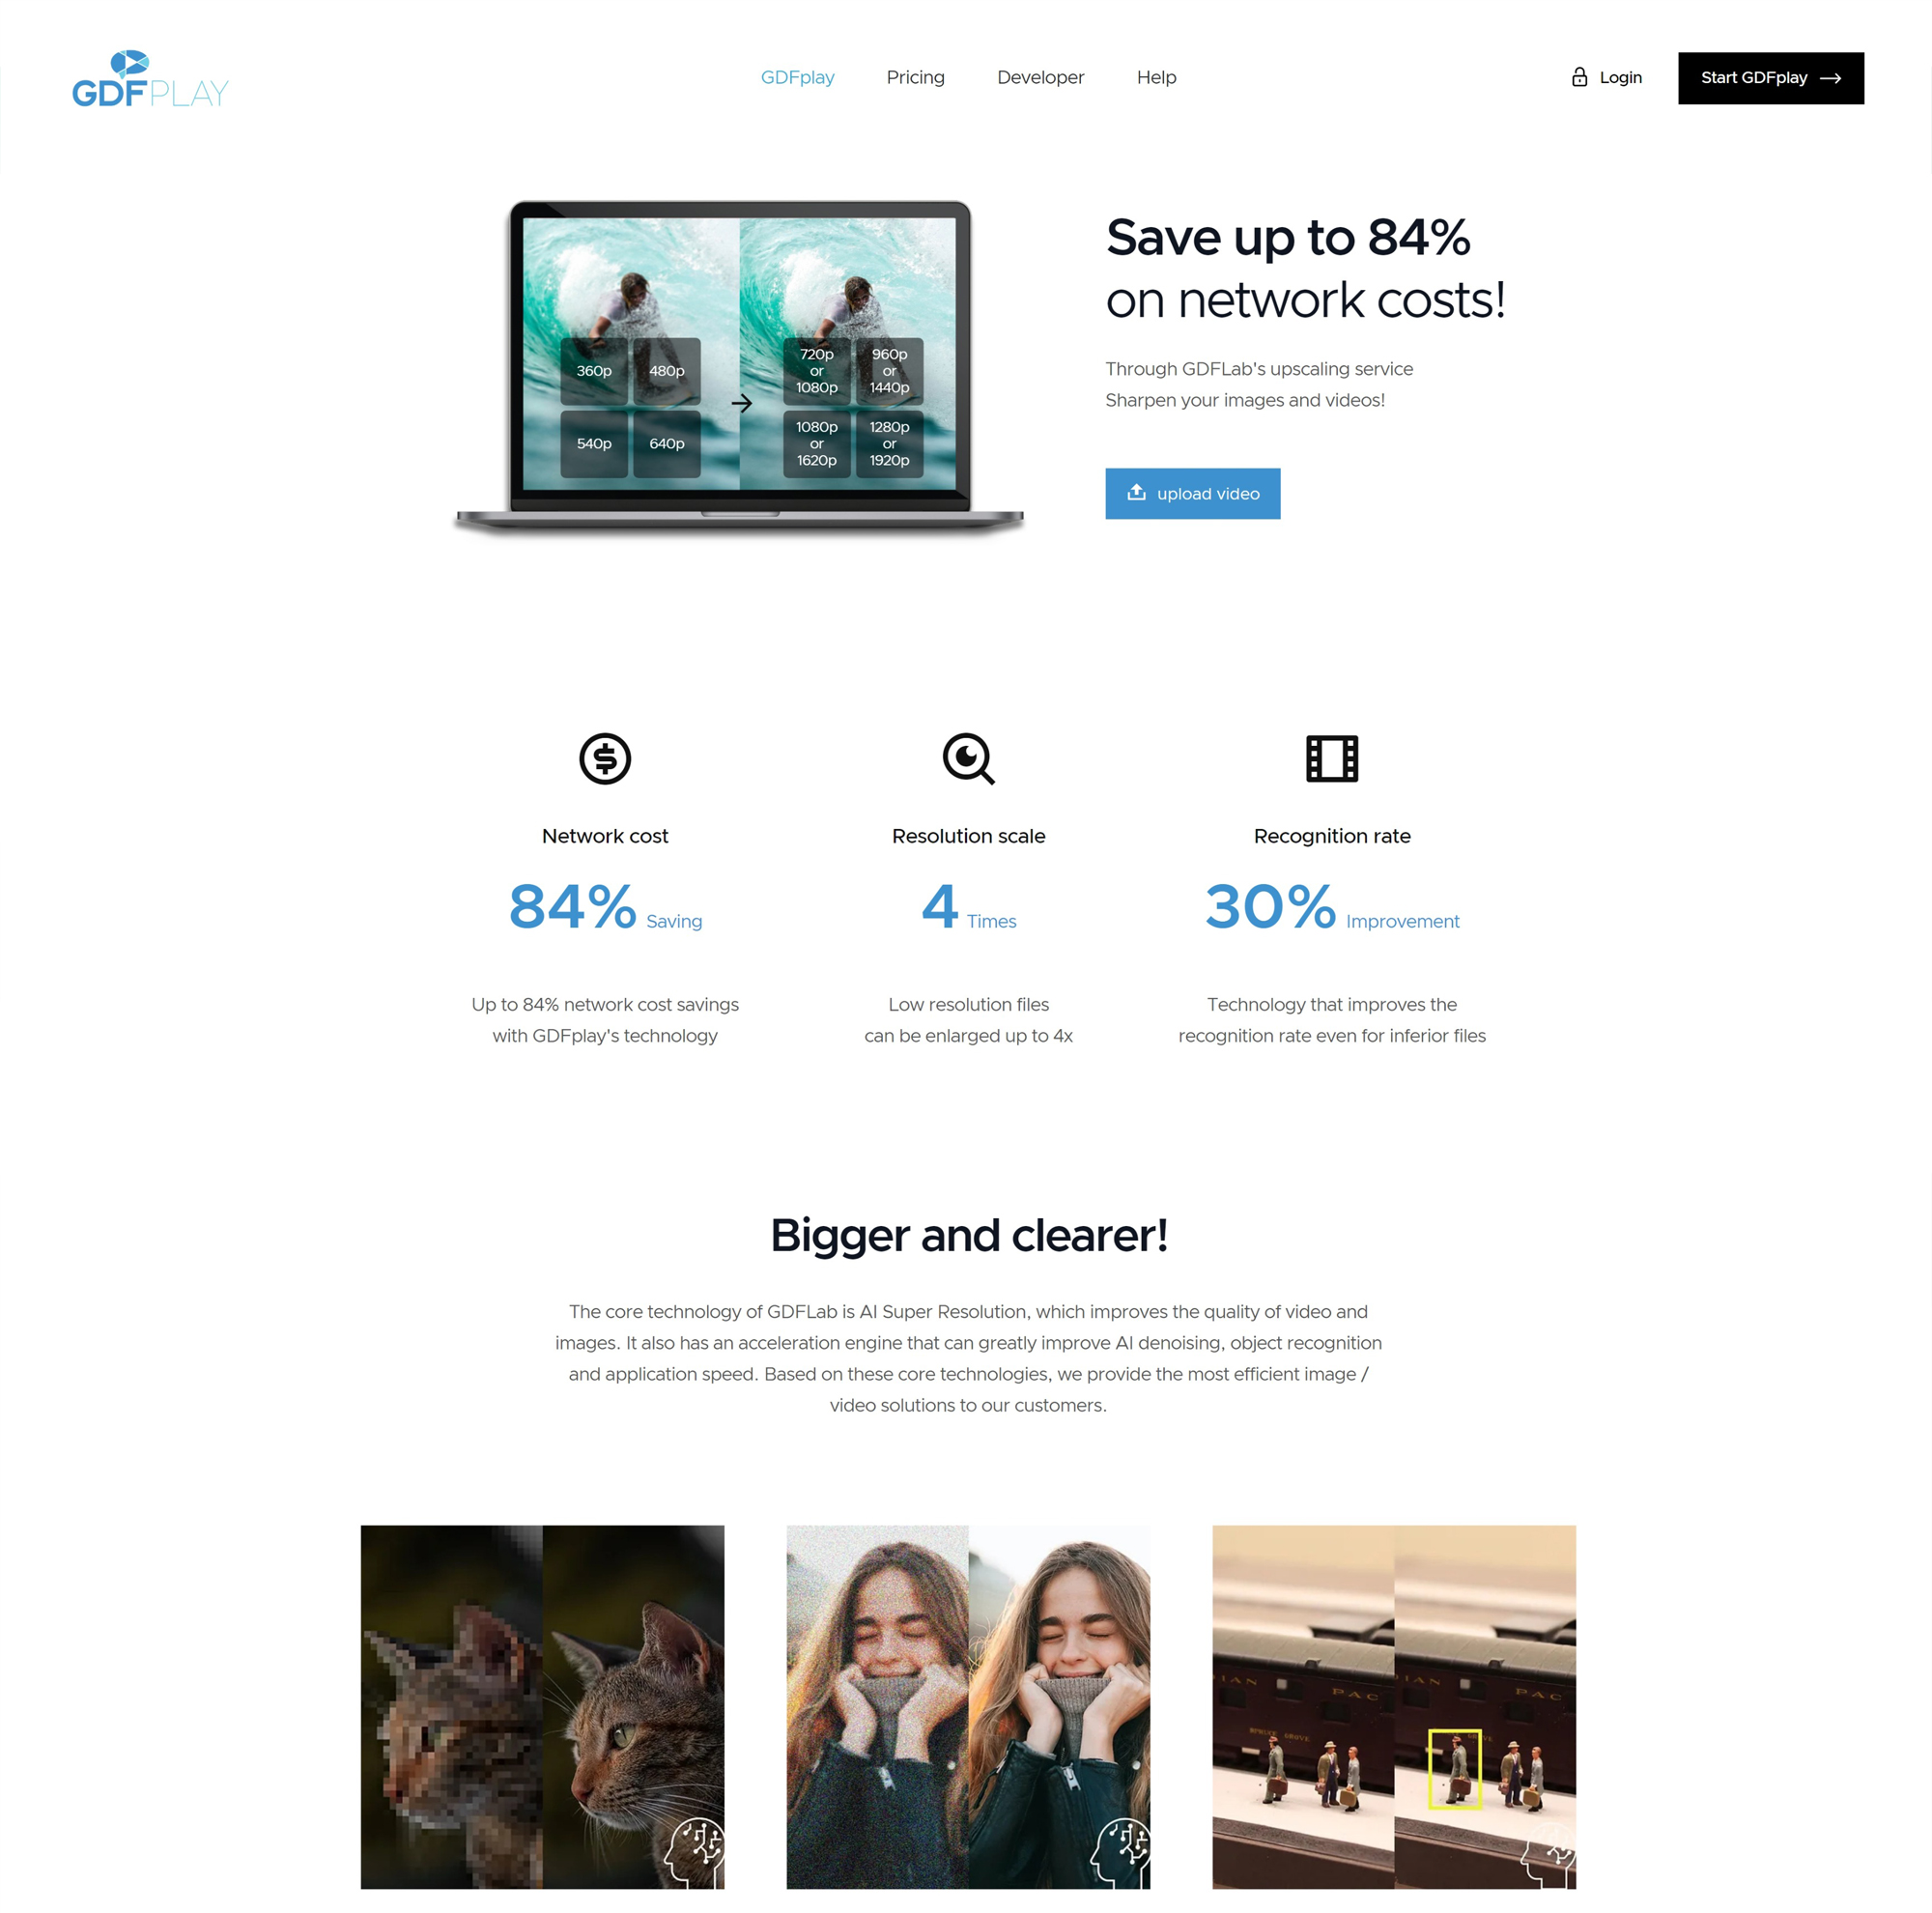 GDFPLAY
GDFplay
Pricing
Developer
Help
Login
Start GDFplay
360p
480p
540p
640p
720p
or
1080p
960p
or
1440p
1080p
or
1620p
1280p
or
1920p
Save up to 84%
on network costs!
Through GDFLab's upscaling service
Sharpen your images and videos!
upload video
Network cost
84% Saving
Up to 84% network cost savings
with GDFplay's technology
Resolution scale
4 Times
Low resolution files
can be enlarged up to 4x
Recognition rate
30% Improvement
Technology that improves the
recognition rate even for inferior files
Bigger and clearer!
The core technology of GDFLab is AI Super Resolution, which improves the quality of video and
images. It also has an acceleration engine that can greatly improve AI denoising, object recognition
and application speed. Based on these core technologies, we provide the most efficient image /
video solutions to our customers.
IAN PAC
SPRUCE GROVE
IAN PAC